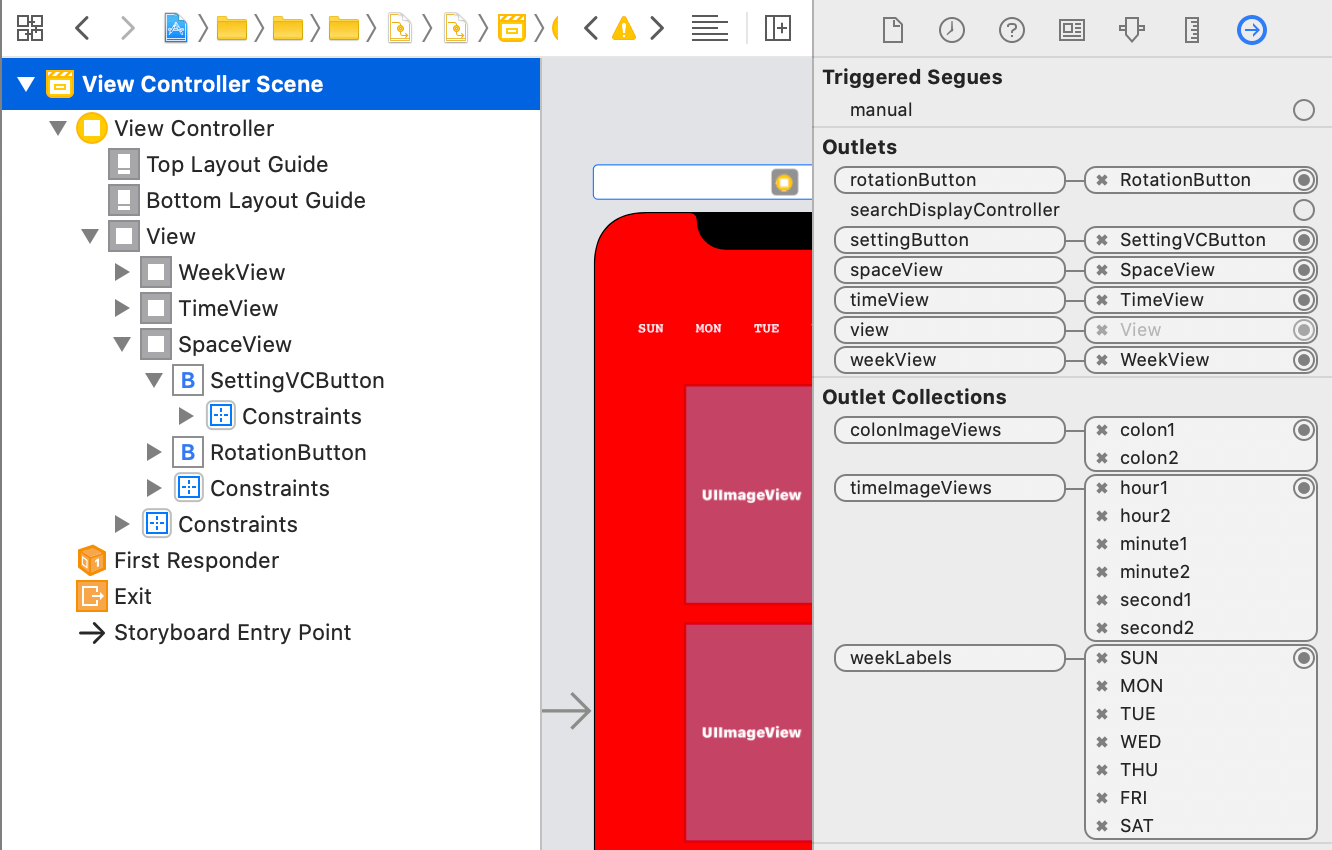 View Controller Scene
View Controller
Top Layout Guide
Bottom Layout Guide
View
WeekView
TimeView
SpaceView
B SettingVCButton
Constraints
B RotationButton
Constraints
Constraints
First Responder
Exit
Storyboard Entry Point
SUN MON TUE
UIImageView
UIImageView
Triggered Segues
manual
Outlets
rotationButton RotationButton
searchDisplayController
settingButton SettingVCButton
spaceView SpaceView
timeView TimeView
view View
weekView WeekView
Outlet Collections
colonImageViews colon1
colon2
timeImageViews hour1
hour2
minute1
minute2
second1
second2
weekLabels SUN
MON
TUE
WED
THU
FRI
SAT